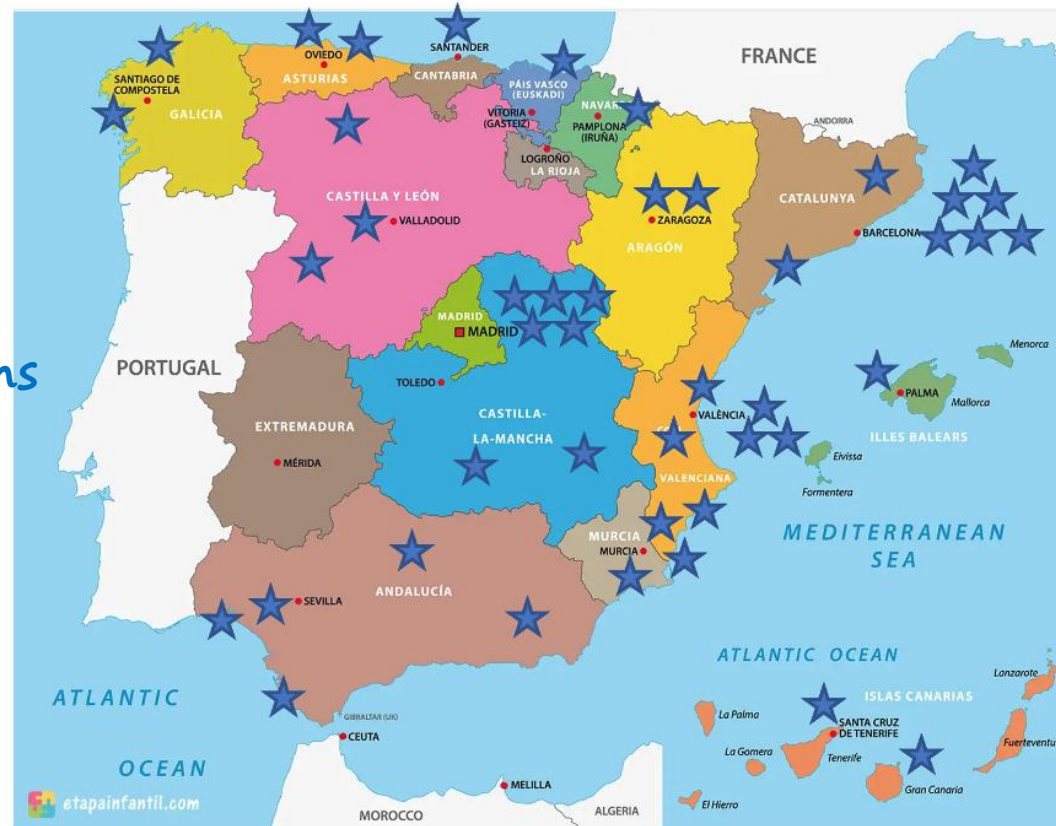 FRANCE
OVIEDO
ASTURIAS
SANTANDER
CANTABRIA
SANTIAGO DE
COMPOSTELA
GALICIA
PÁIS VASCO
(EUSKADI)
VITORIA
(GASTEIZ)
NAVAR
PAMPLONA
(IRUÑA)
LOGROÑO
LA RIOJA
ANDORRA
CATALUNYA
BARCELONA
CASTILLA Y LEÓN
VALLADOLID
ZARAGOZA
ARAGÓN
MADRID
MADRID
ns
PORTUGAL
TOLEDO
CASTILLA-
LA-MANCHA
EXTREMADURA
MÉRIDA
VALÈNCIA
VALENCIANA
Menorca
PALMA
Mallorca
ILLES BALEARS
Eivissa
Formentera
MEDITERRANEAN
SEA
MURCIA
MURCIA
ANDALUCÍA
SEVILLA
ATLANTIC
OCEAN
GIBRALTAR (UK)
CEUTA
MELILLA
MOROCCO
ALGERIA
ATLANTIC OCEAN
ISLAS CANARIAS
Lanzarote
La Palma
SANTA CRUZ
DE TENERIFE
La Gomera
Tenerife
Fuerteventu
El Hierro
Gran Canaria
etapainfantil.com